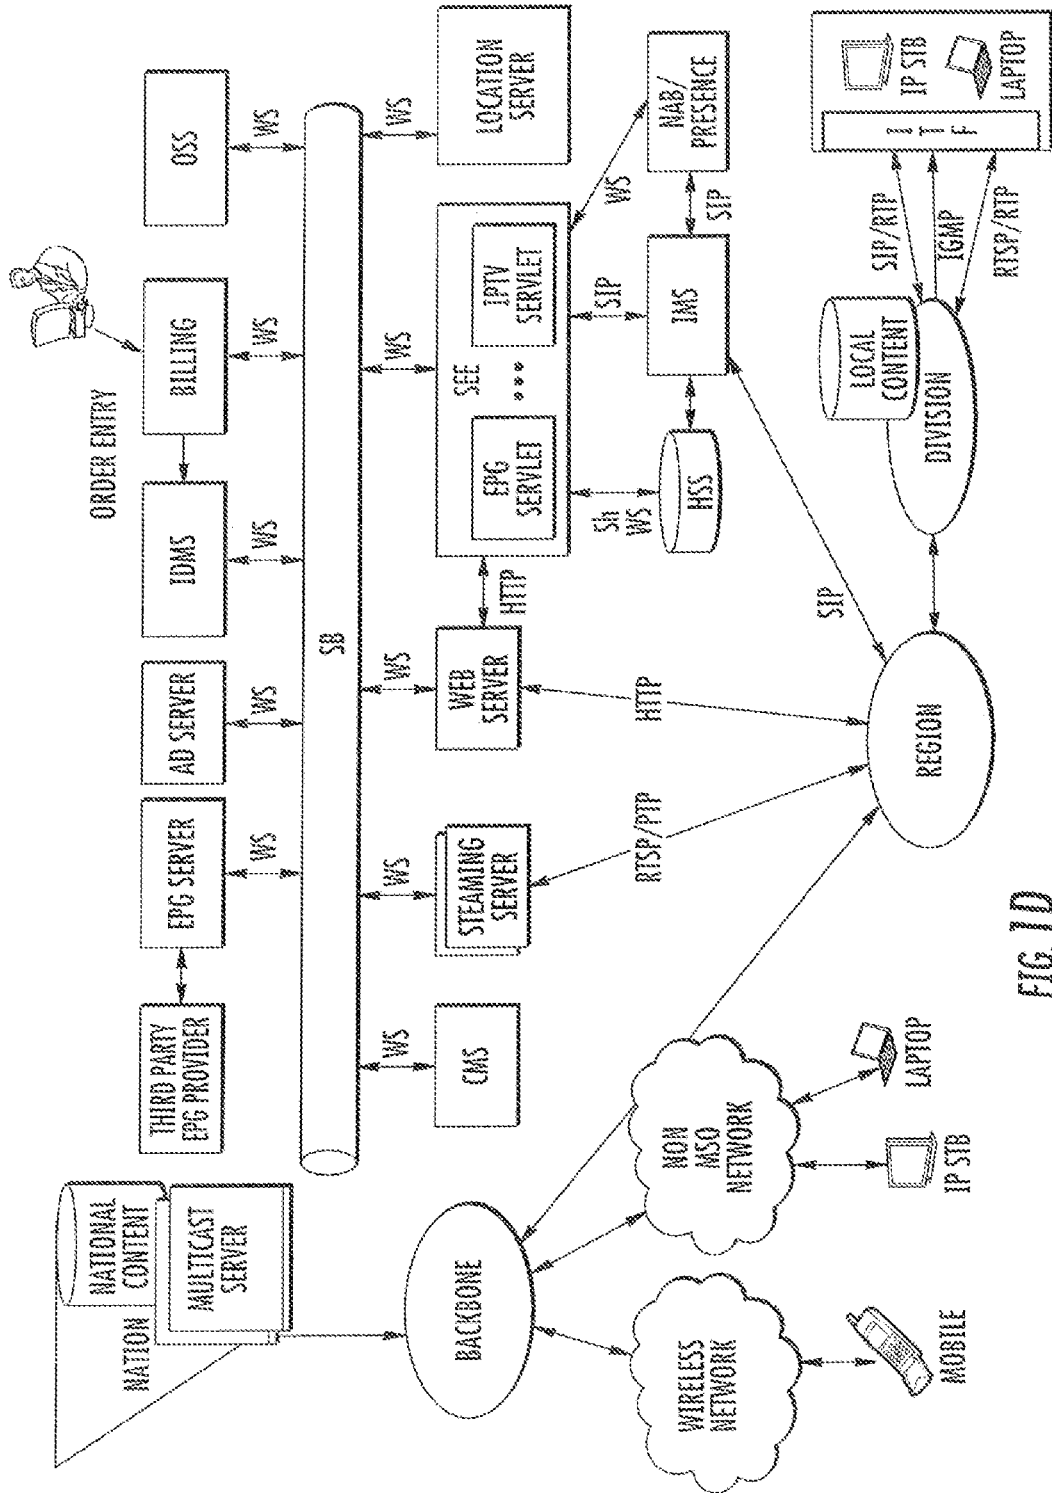 ORDER ENTRY
NATION
NATIONAL
CONTENT
MULTICAST
SERVER
THIRD PARTY
EPG PROVIDER
EPG SERVER
AD SERVER
IDMS
BILLING
OSS
WS
WS
WS
WS
WS
SB
WS
WS
WS
WS
WS
CMS
STEAMING
SERVER
WEB
SERVER
HTTP
SEE
EPG
SERVLET
IPTV
SERVLET
LOCATION
SERVER
Sh
WS
SIP
WS
HSS
IMS
SIP
NAB/
PRESENCE
BACKBONE
WIRELESS
NETWORK
NON
MSO
NETWORK
RTSP/PTP
HTTP
SIP
MOBILE
IP STB
LAPTOP
REGION
LOCAL
CONTENT
DIVISION
SIP/RTP
IGMP
RTSP/RTP
I T F
IP STB
LAPTOP
FIG. 1D